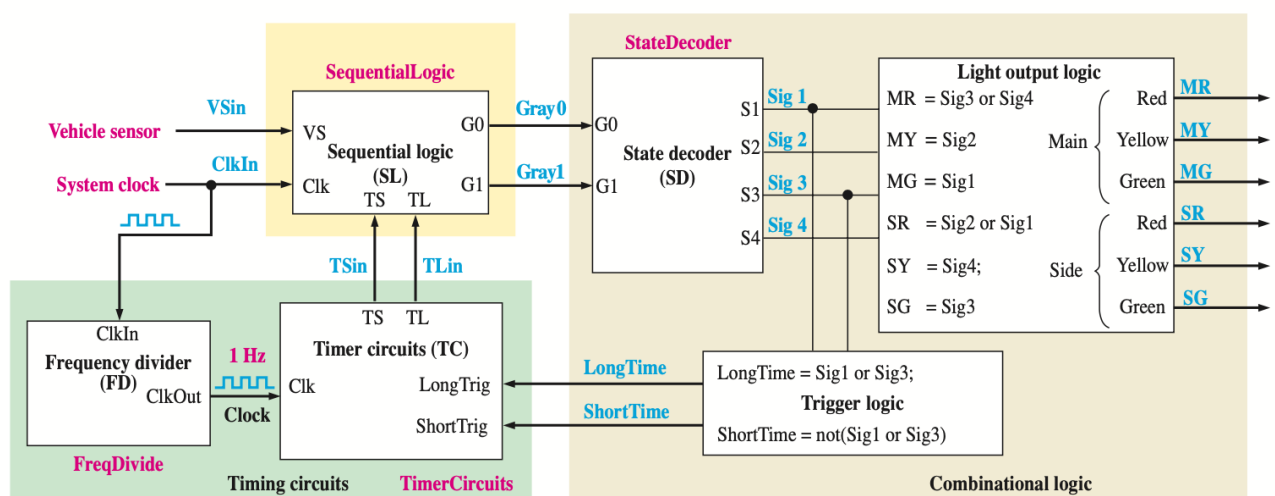 SequentialLogic
VSin
Vehicle sensor
ClkIn
System clock
VS
Clk
Sequential logic
(SL)
TS TL
G0
G1
Gray0
Gray1
TSin
TLin
StateDecoder
G0
G1
State decoder
(SD)
S1
S2
S3
S4
Sig 1
Sig 2
Sig 3
Sig 4
Light output logic
MR = Sig3 or Sig4
MY = Sig2
MG = Sig1
SR = Sig2 or Sig1
SY = Sig4;
SG = Sig3
Main
Side
Red
Yellow
Green
Red
Yellow
Green
MR
MY
MG
SR
SY
SG
ClkIn
Frequency divider
(FD)
ClkOut
FreqDivide
1 Hz
Clock
TS TL
Timer circuits (TC)
Clk
LongTrig
ShortTrig
Timing circuits
TimerCircuits
LongTime
ShortTime
LongTime = Sig1 or Sig3;
Trigger logic
ShortTime = not(Sig1 or Sig3)
Combinational logic